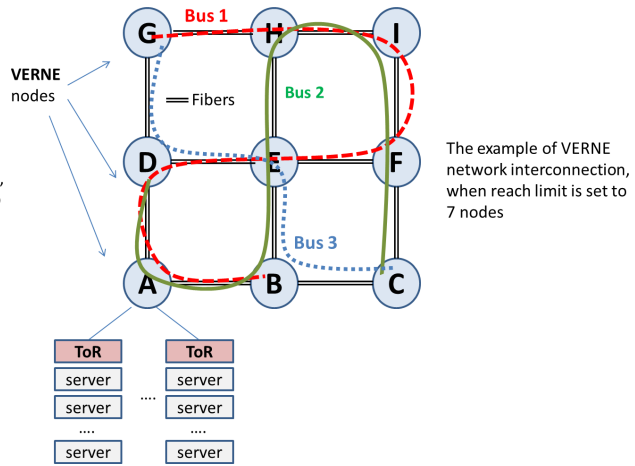 Bus 1
G
H
I
VERNE
nodes
Fibers
Bus 2
D
E
F
The example of VERNE
network interconnection,
when reach limit is set to
7 nodes
,
Bus 3
A
B
C
ToR
ToR
server
server
....
server
server
....
....
server
server